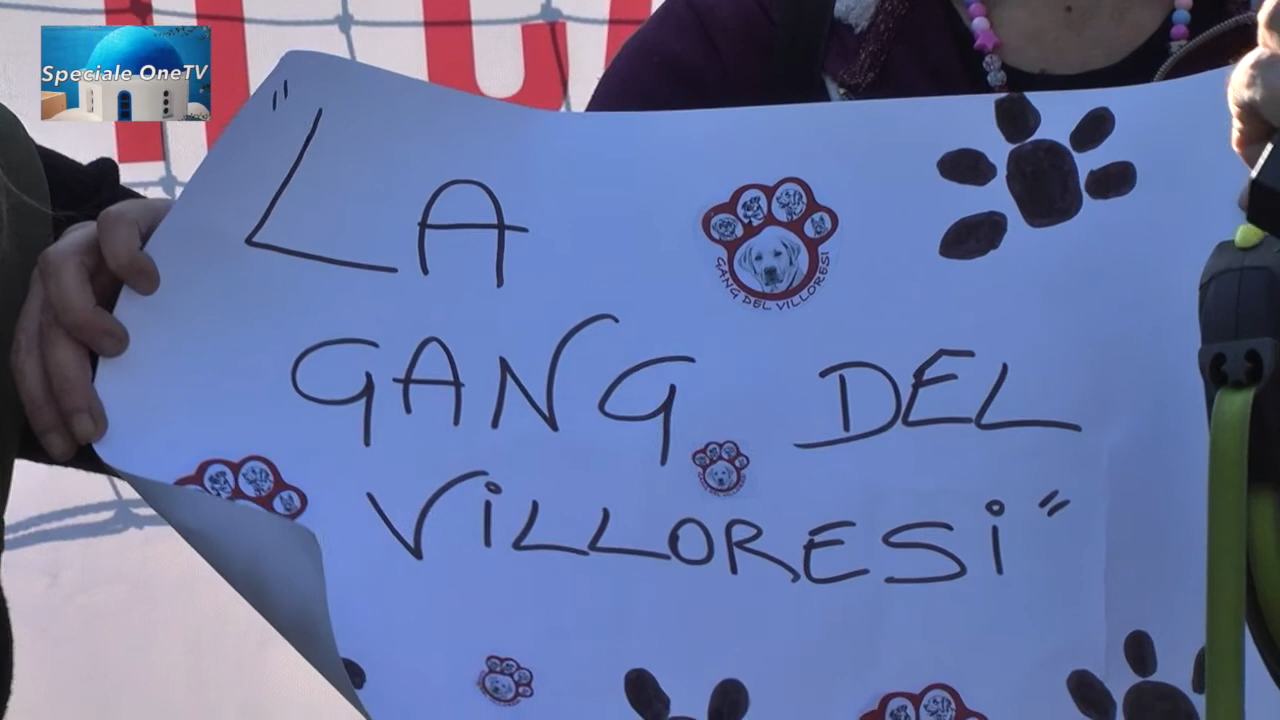 Speciale OneTV
"LA
GANG DEL VILLORESI
GANG DEL
VILLORESI"